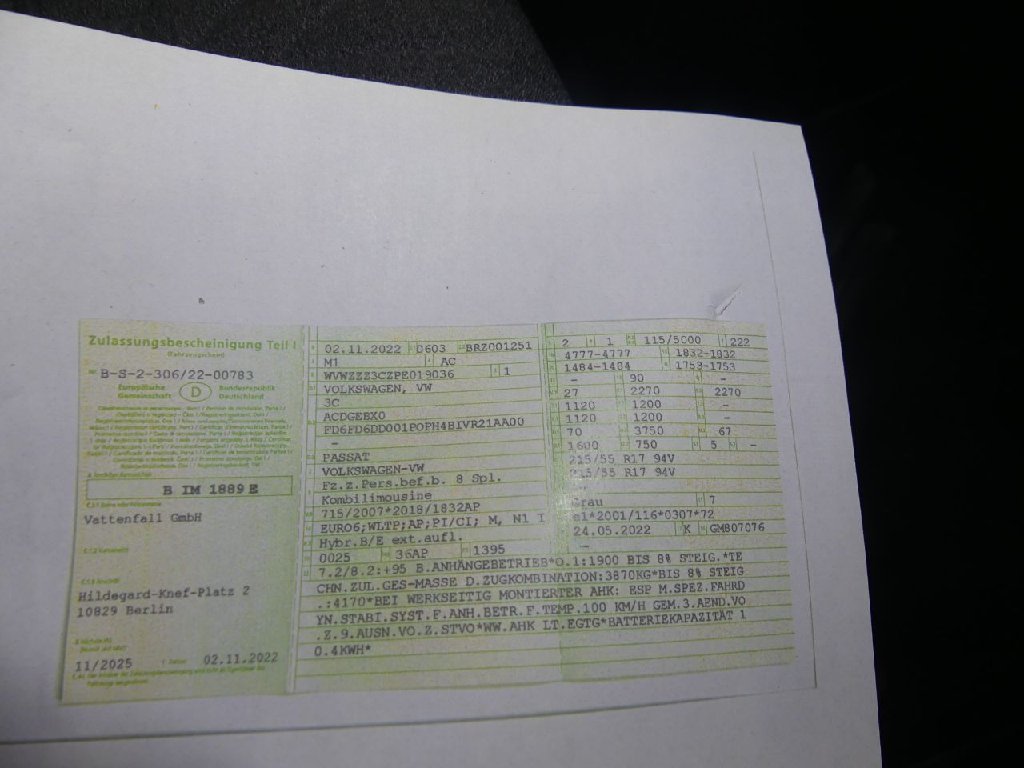 Zulassungsbescheinigung Teil I
(Fahrzeugschein)
B-S-2-306/22-00783
Europäische Gemeinschaft D Bundesrepublik Deutschland
B IM 1889 E
Vattenfall GmbH
Hildegard-Knef-Platz 2
10829 Berlin
11/2025 02.11.2022
02.11.2022 0603 BRZ001251
M1 AC
WVWZZZ3CZPE019036 1
VOLKSWAGEN, VW
3C
ACDGEBX0
FD6FD6DD001POPH4BIVR21AA00
–
PASSAT
VOLKSWAGEN-VW
Fz.z.Pers.bef.b. 8 Spl.
Kombilimousine
715/2007*2018/1832AP
EURO6;WLTP;AP;PI/CI; M, N1 I
Hybr.B/E ext.aufl.
0025 36AP 1395
2 1 115/5000 222
4777-4777 1832-1832
1484-1484 1753-1753
– 90 –
27 2270 2270
1120 1200 –
1120 1200 –
70 3750 67
1600 750 5 –
215/55 R17 94V
215/55 R17 94V
Grau 7
e1*2001/116*0307*72
24.05.2022 K GM807076
–
7.2/8.2:+95 B.ANHÄNGEBETRIEB*O.1:1900 BIS 8% STEIG.*TE
CHN.ZUL.GES-MASSE D.ZUGKOMBINATION:3870KG*BIS 8% STEIG
.:4170*BEI WERKSEITIG MONTIERTER AHK: ESP M.SPEZ.FAHRD
YN.STABI.SYST.F.ANH.BETR.F.TEMP.100 KM/H GEM.3.AEND.VO
.Z.9.AUSN.VO.Z.STVO*WW.AHK LT.EGTG*BATTERIEKAPAZITÄT 1
0.4KWH*